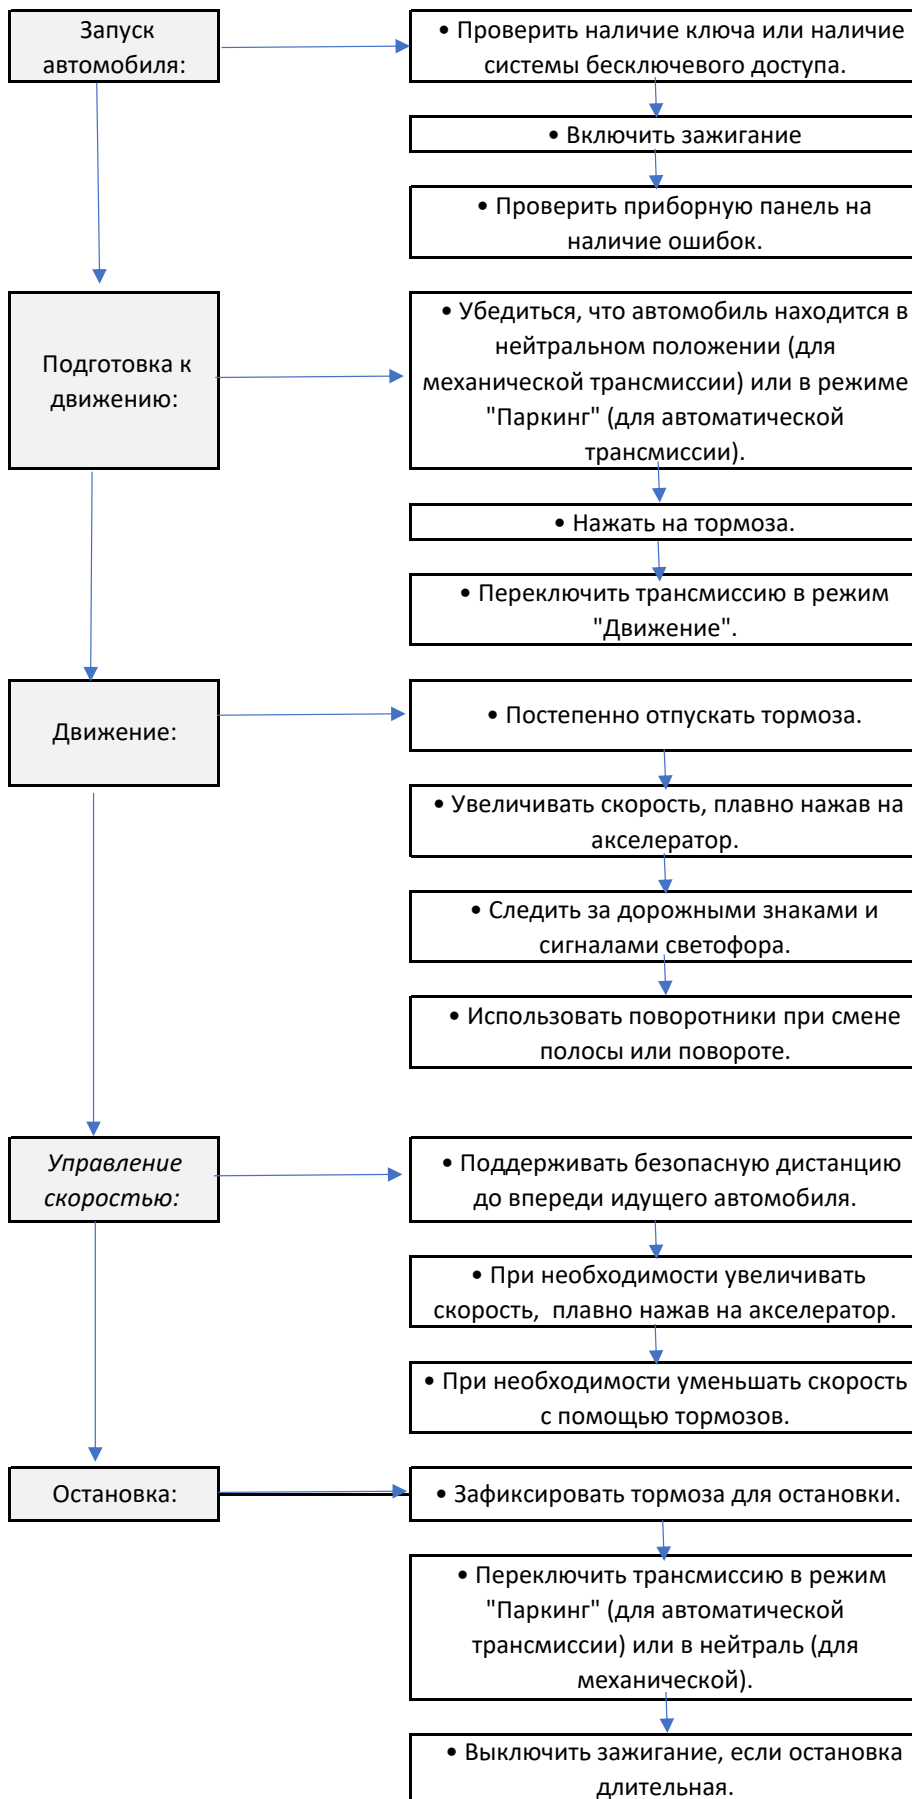 Запуск
автомобиля:
• Проверить наличие ключа или наличие
системы бесключевого доступа.
• Включить зажигание
• Проверить приборную панель на
наличие ошибок.
Подготовка к
движению:
• Убедиться, что автомобиль находится в
нейтральном положении (для
механической трансмиссии) или в режиме
"Паркинг" (для автоматической
трансмиссии).
• Нажать на тормоза.
• Переключить трансмиссию в режим
"Движение".
Движение:
• Постепенно отпускать тормоза.
• Увеличивать скорость, плавно нажав на
акселератор.
• Следить за дорожными знаками и
сигналами светофора.
• Использовать поворотники при смене
полосы или повороте.
Управление
скоростью:
• Поддерживать безопасную дистанцию
до впереди идущего автомобиля.
• При необходимости увеличивать
скорость,  плавно нажав на акселератор.
• При необходимости уменьшать скорость
с помощью тормозов.
Остановка:
• Зафиксировать тормоза для остановки.
• Переключить трансмиссию в режим
"Паркинг" (для автоматической
трансмиссии) или в нейтраль (для
механической).
• Выключить зажигание, если остановка
длительная.